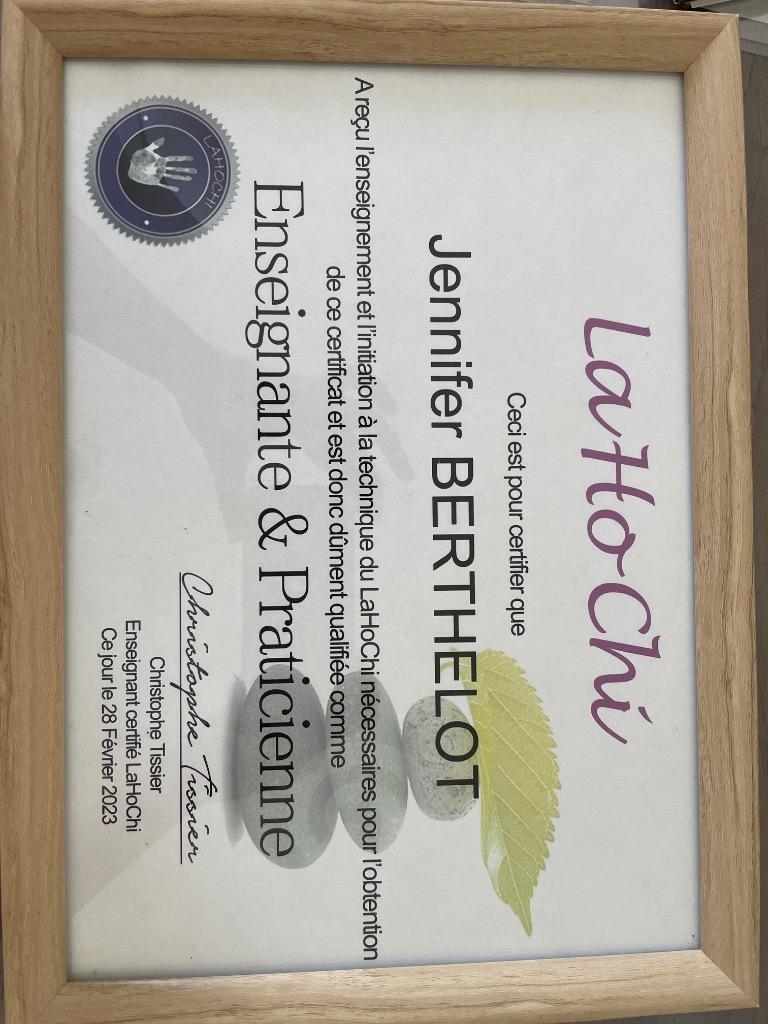 LaHoChi
Ceci est pour certifier que
Jennifer BERTHELOT
A reçu l'enseignement et l'initiation à la technique du LaHoChi nécessaires pour l'obtention
de ce certificat et est donc dûment qualifiée comme
Enseignante & Praticienne
LAHOCHI
Christophe Tissier
Christophe Tissier
Enseignant certifié LaHoChi
Ce jour le 28 Février 2023